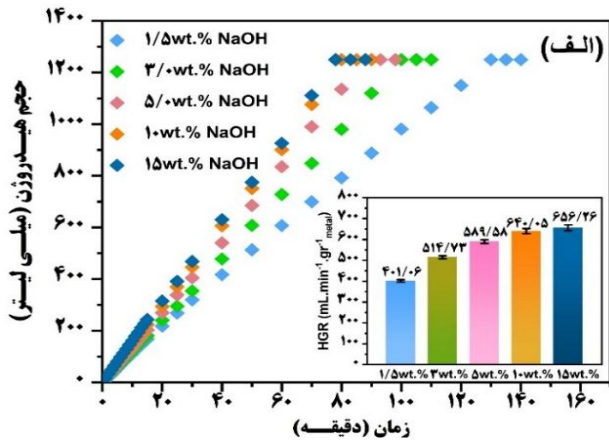 (الف)
حجم هیدروژن (میلی لیتر)
۱۴۰۰
۱۲۰۰
۱۰۰۰
۸۰۰
۶۰۰
۴۰۰
۲۰۰
۰
۱/۵wt.% NaOH
۳/۰wt.% NaOH
۵/۰wt.% NaOH
۱۰wt.% NaOH
۱۵wt.% NaOH
HGR (mL.min⁻¹.gr⁻¹metal)
۸۰۰
۷۰۰
۶۰۰
۵۰۰
۴۰۰
۳۰۰
۲۰۰
۱۰۰
۰
۴۰۱/۰۶
۵۱۴/۷۳
۵۸۹/۵۸
۶۴۰/۰۵
۶۵۶/۲۶
۱/۵wt.% ۳wt.% ۵wt.% ۱۰wt.% ۱۵wt.%
۰ ۲۰ ۴۰ ۶۰ ۸۰ ۱۰۰ ۱۲۰ ۱۴۰ ۱۶۰
زمان (دقیقه)